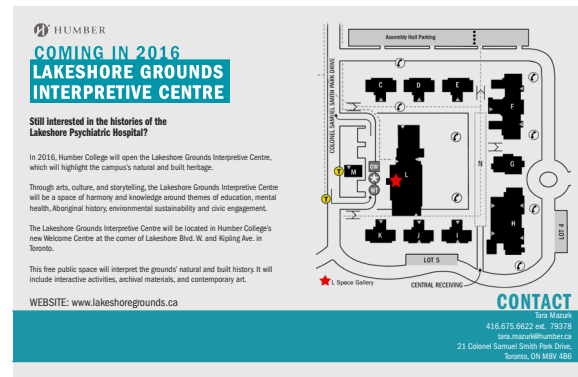 HUMBER
COMING IN 2016
LAKESHORE GROUNDS
INTERPRETIVE CENTRE
Still interested in the histories of the
Lakeshore Psychiatric Hospital?
In 2016, Humber College will open the Lakeshore Grounds Interpretive Centre,
which will highlight the campus's natural and built heritage.
Through arts, culture, and storytelling, the Lakeshore Grounds Interpretive Centre
will be a space of harmony and knowledge around themes of education, mental
health, Aboriginal history, environmental sustainability and civic engagement.
The Lakeshore Grounds Interpretive Centre will be located in Humber College's
new Welcome Centre at the corner of Lakeshore Blvd. W. and Kipling Ave. in
Toronto.
This free public space will interpret the grounds' natural and built history. It will
include interactive activities, archival materials, and contemporary art.
WEBSITE: www.lakeshoregrounds.ca
Assembly Hall Parking
COLONEL SAMUEL SMITH PARK DRIVE
C
D
E
F
M
L
N
G
T
T
H
K
J
I
LOT 4
LOT 5
L Space Gallery
CENTRAL RECEIVING
CONTACT
Tara Mazurk
416.675.6622 ext. 79378
tara.mazurk@humber.ca
21 Colonel Samuel Smith Park Drive,
Toronto, ON M8V 4B6